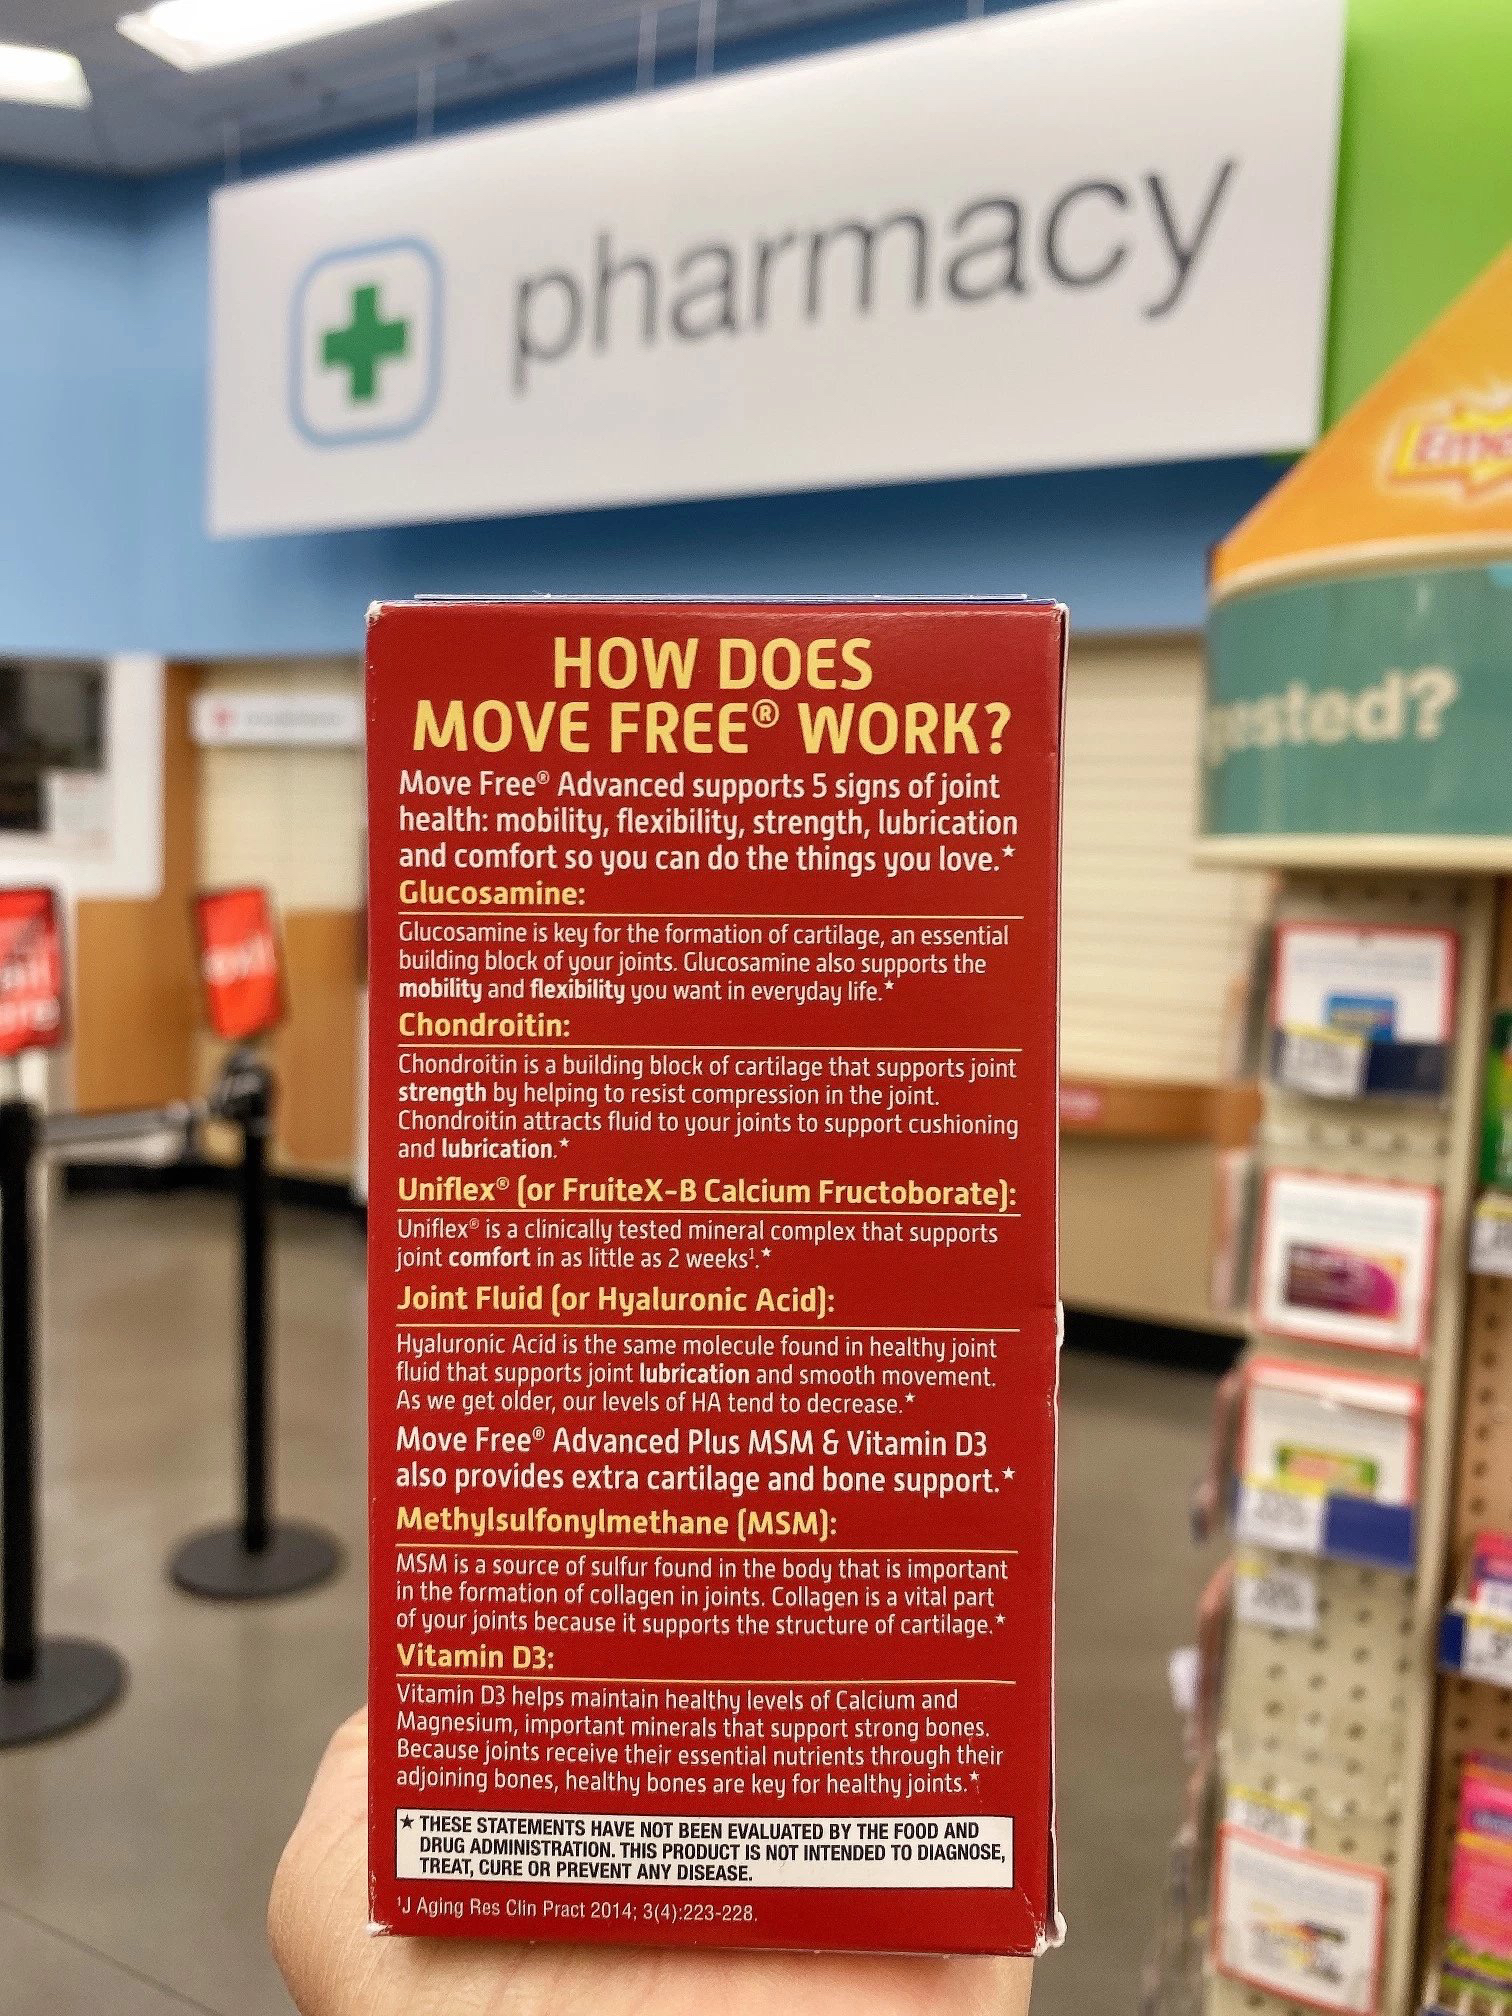 pharmacy
HOW DOES
MOVE FREE® WORK?
Move Free® Advanced supports 5 signs of joint
health: mobility, flexibility, strength, lubrication
and comfort so you can do the things you love.★
Glucosamine:
Glucosamine is key for the formation of cartilage, an essential
building block of your joints. Glucosamine also supports the
mobility and flexibility you want in everyday life.★
Chondroitin:
Chondroitin is a building block of cartilage that supports joint
strength by helping to resist compression in the joint.
Chondroitin attracts fluid to your joints to support cushioning
and lubrication.★
Uniflex® (or FruiteX-B Calcium Fructoborate):
Uniflex® is a clinically tested mineral complex that supports
joint comfort in as little as 2 weeks¹.★
Joint Fluid (or Hyaluronic Acid):
Hyaluronic Acid is the same molecule found in healthy joint
fluid that supports joint lubrication and smooth movement.
As we get older, our levels of HA tend to decrease.★
Move Free® Advanced Plus MSM & Vitamin D3
also provides extra cartilage and bone support.★
Methylsulfonylmethane (MSM):
MSM is a source of sulfur found in the body that is important
in the formation of collagen in joints. Collagen is a vital part
of your joints because it supports the structure of cartilage.★
Vitamin D3:
Vitamin D3 helps maintain healthy levels of Calcium and
Magnesium, important minerals that support strong bones.
Because joints receive their essential nutrients through their
adjoining bones, healthy bones are key for healthy joints.★
★ THESE STATEMENTS HAVE NOT BEEN EVALUATED BY THE FOOD AND
DRUG ADMINISTRATION. THIS PRODUCT IS NOT INTENDED TO DIAGNOSE,
TREAT, CURE OR PREVENT ANY DISEASE.
¹J Aging Res Clin Pract 2014; 3(4):223-228.